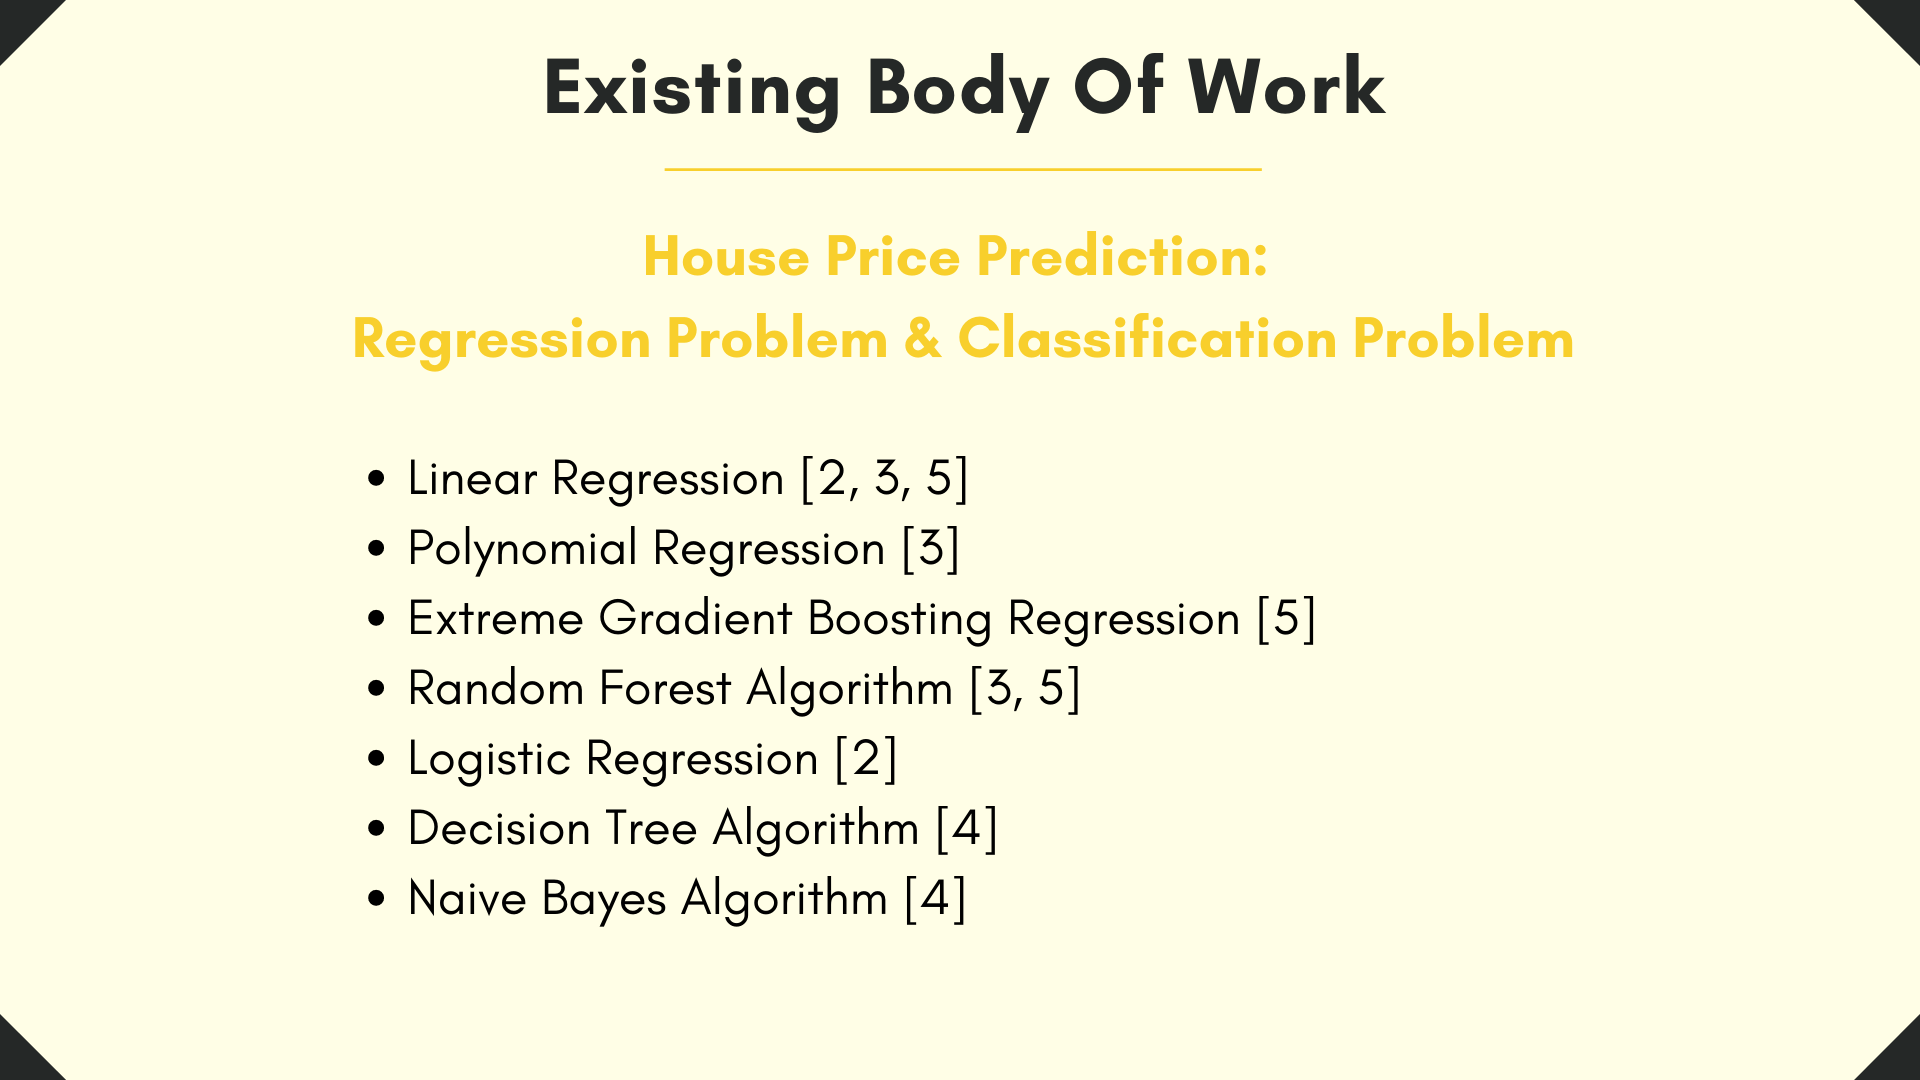 Existing Body Of Work
House Price Prediction:
Regression Problem & Classification Problem
• Linear Regression [2, 3, 5]
• Polynomial Regression [3]
• Extreme Gradient Boosting Regression [5]
• Random Forest Algorithm [3, 5]
• Logistic Regression [2]
• Decision Tree Algorithm [4]
• Naive Bayes Algorithm [4]